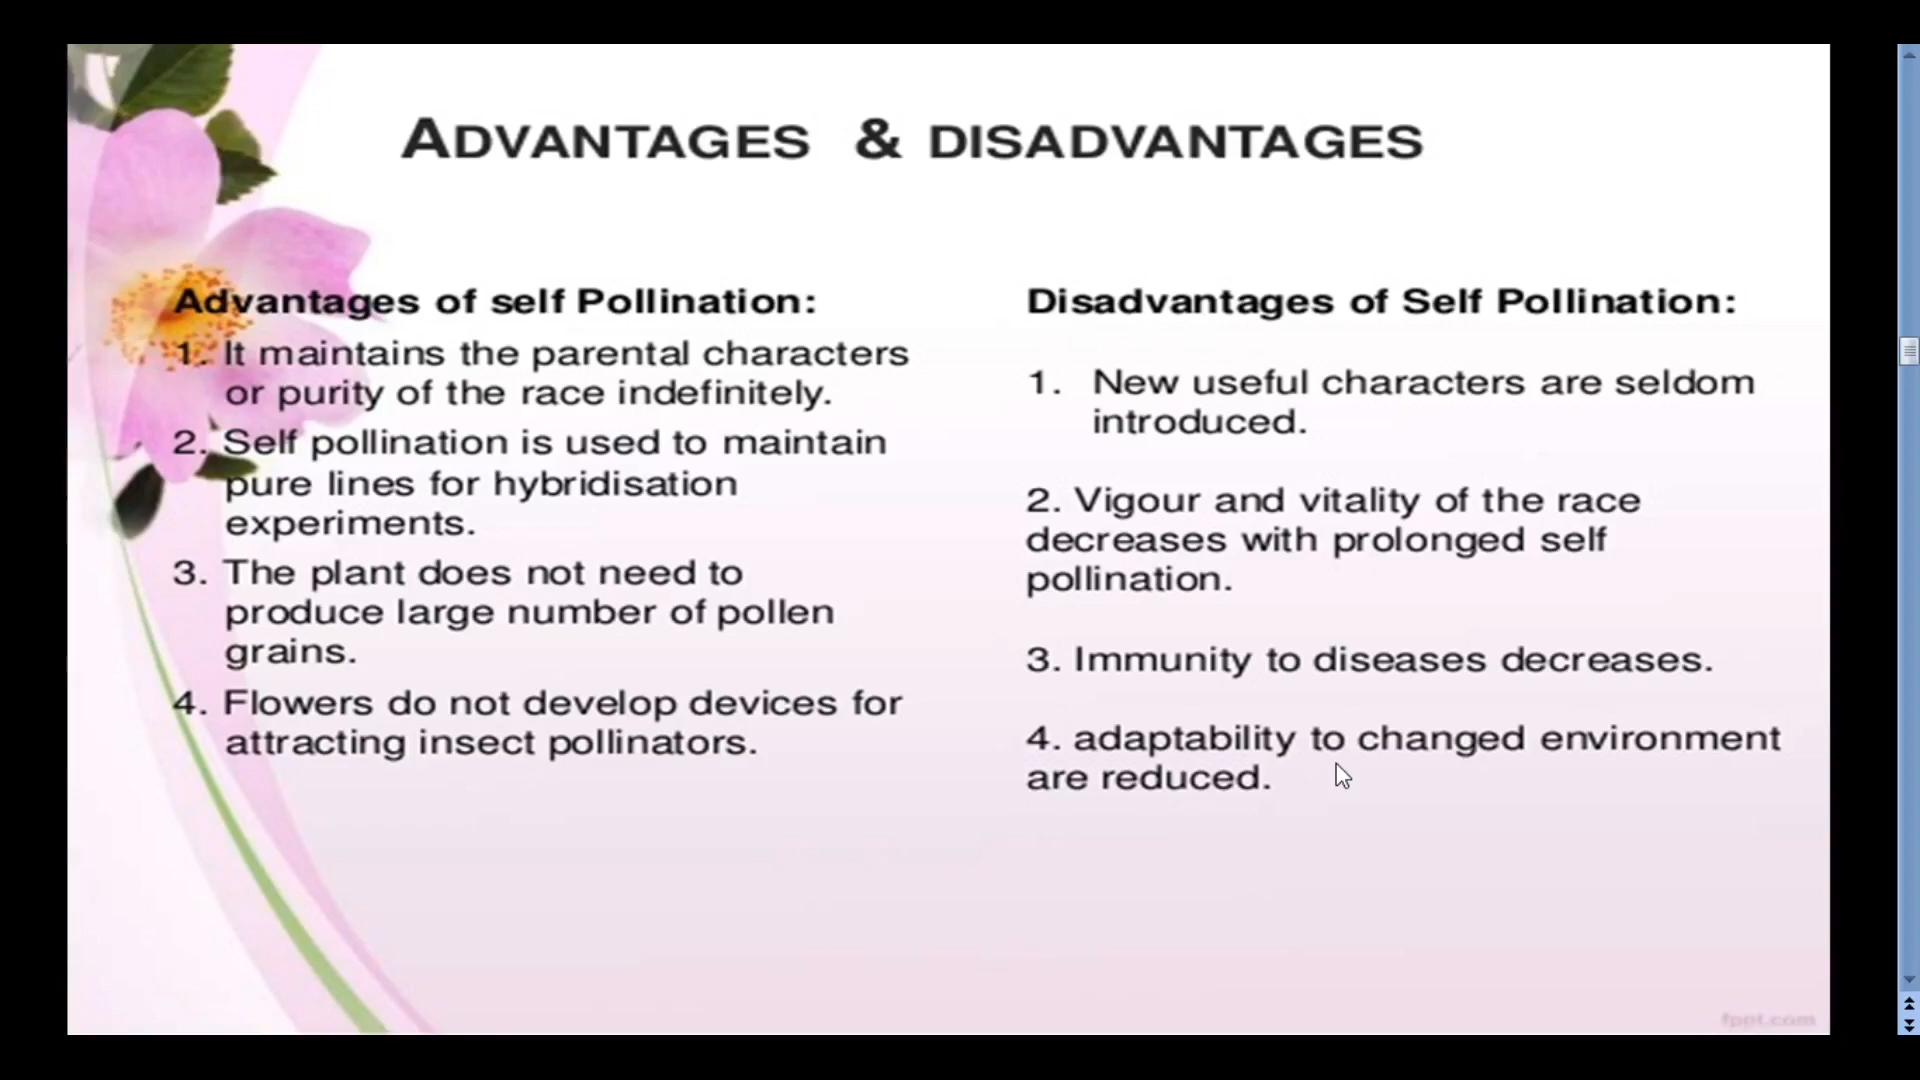 ADVANTAGES & DISADVANTAGES
Advantages of self Pollination:
1. It maintains the parental characters
or purity of the race indefinitely.
2. Self pollination is used to maintain
pure lines for hybridisation
experiments.
3. The plant does not need to
produce large number of pollen
grains.
4. Flowers do not develop devices for
attracting insect pollinators.
Disadvantages of Self Pollination:
1. New useful characters are seldom
introduced.
2. Vigour and vitality of the race
decreases with prolonged self
pollination.
3. Immunity to diseases decreases.
4. adaptability to changed environment
are reduced.
fppt.com